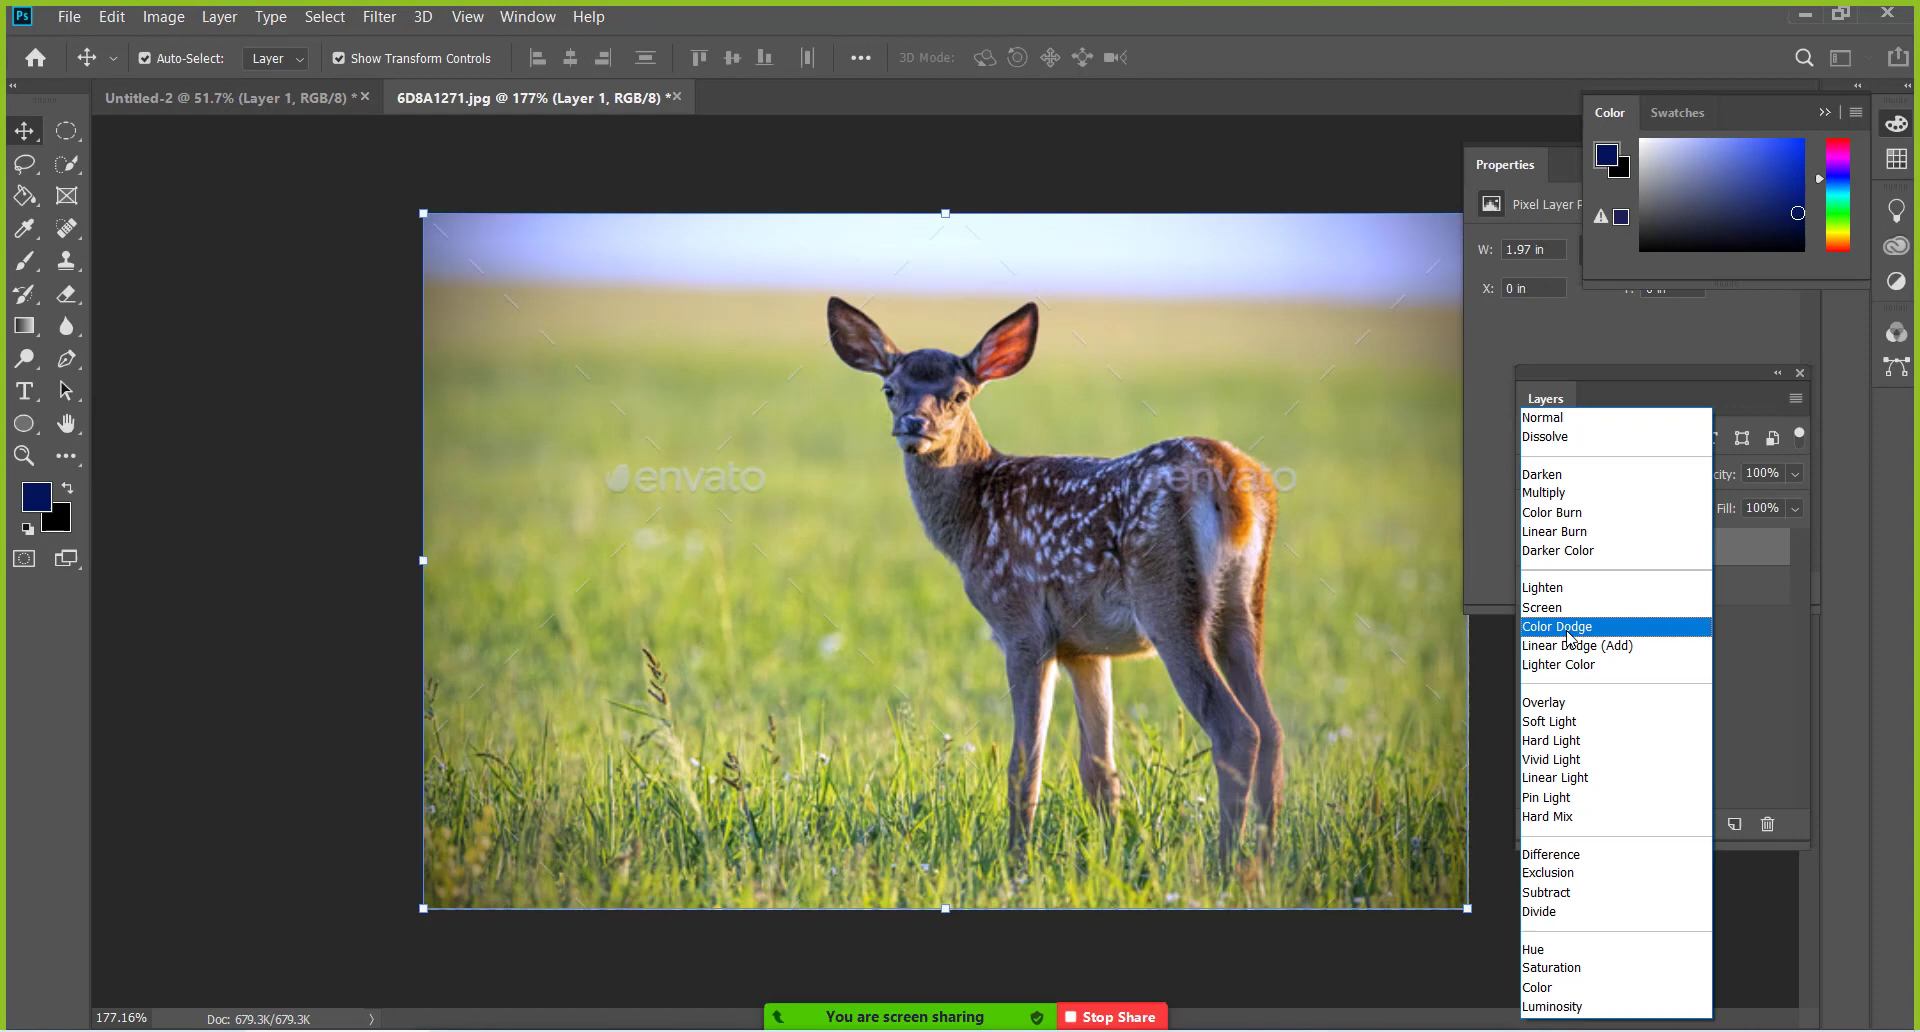 Ps File Edit Image Layer Type Select Filter 3D View Window Help
Auto-Select: Layer Show Transform Controls 3D Mode:
Untitled-2 @ 51.7% (Layer 1, RGB/8) * 6D8A1271.jpg @ 177% (Layer 1, RGB/8) *
Color Swatches
Properties
Pixel Layer P
W: 1.97 in
X: 0 in
Layers
Normal
Dissolve
Darken
city: 100%
Multiply
Color Burn
Fill: 100%
Linear Burn
Darker Color
Lighten
Screen
Color Dodge
Linear Dodge (Add)
Lighter Color
Overlay
Soft Light
Hard Light
Vivid Light
Linear Light
Pin Light
Hard Mix
Difference
Exclusion
Subtract
Divide
Hue
Saturation
Color
Luminosity
envato
envato
177.16% Doc: 679.3K/679.3K
You are screen sharing Stop Share